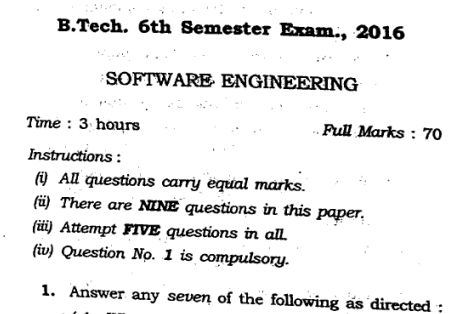 B.Tech. 6th Semester Exam., 2016
SOFTWARE ENGINEERING
Time : 3 hours
Full Marks : 70
Instructions :
(i) All questions carry equal marks.
(ii) There are NINE questions in this paper.
(iii) Attempt FIVE questions in all.
(iv) Question No. 1 is compulsory.
1. Answer any seven of the following as directed :